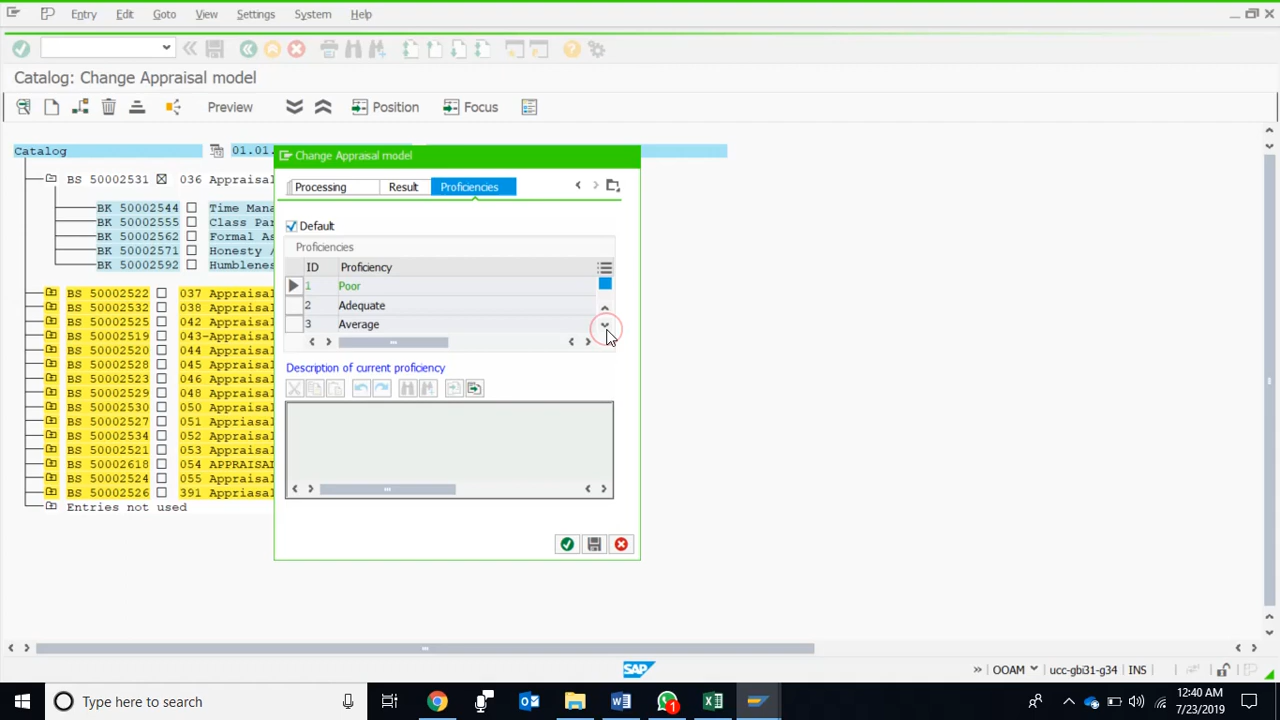 Entry Edit Goto View Settings System Help
Catalog: Change Appraisal model
Preview Position Focus
Catalog 01.01.
BS 50002531 036 Appraisal
BK 50002544 Time Mana
BK 50002555 Class Par
BK 50002562 Formal As
BK 50002571 Honesty /
BK 50002592 Humblenes
BS 50002522 037 Appraisal
BS 50002532 038 Appraisal
BS 50002525 042 Appraisal
BS 50002519 043-Appraisal
BS 50002520 044 Appraisal
BS 50002528 045 Appraisal
BS 50002523 046 Appraisal
BS 50002529 048 Appraisal
BS 50002530 050 Appraisal
BS 50002527 051 Appriasal
BS 50002534 052 Appraisal
BS 50002521 053 Appraisal
BS 50002618 054 APPRAISAL
BS 50002524 055 Appraisal
BS 50002526 391 Appriasal
Entries not used
Change Appraisal model
Processing Result Proficiencies
Default
Proficiencies
ID Proficiency
1 Poor
2 Adequate
3 Average
Description of current proficiency
SAP
OOAM ucc-gbi31-g34 INS
Type here to search
1
12:40 AM
7/23/2019